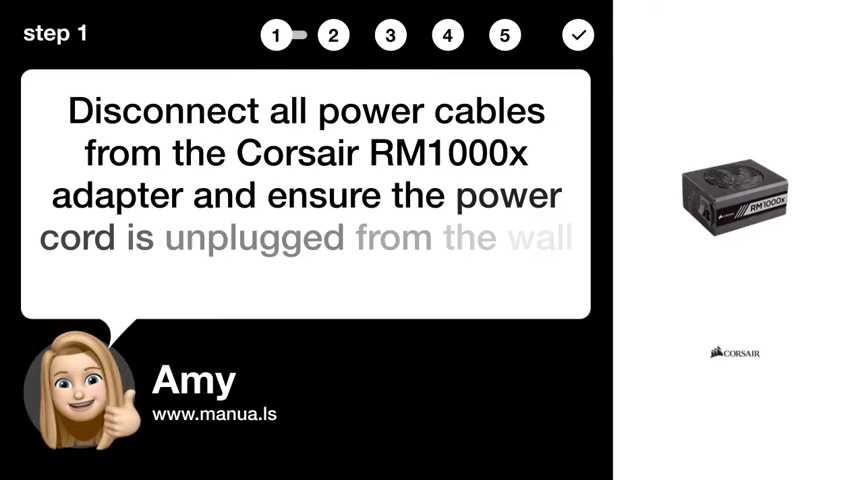 step 1
1 2 3 4 5
Disconnect all power cables
from the Corsair RM1000x
adapter and ensure the power
cord is unplugged from the wall
Amy
www.manua.ls
CORSAIR
RM1000x
CORSAIR